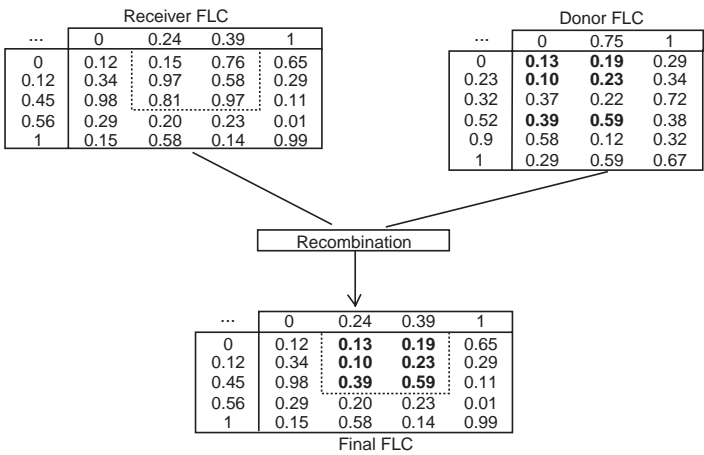 Receiver FLC
... 0 0.24 0.39 1
0 0.12 0.15 0.76 0.65
0.12 0.34 0.97 0.58 0.29
0.45 0.98 0.81 0.97 0.11
0.56 0.29 0.20 0.23 0.01
1 0.15 0.58 0.14 0.99
Donor FLC
... 0 0.75 1
0 0.13 0.19 0.29
0.23 0.10 0.23 0.34
0.32 0.37 0.22 0.72
0.52 0.39 0.59 0.38
0.9 0.58 0.12 0.32
1 0.29 0.59 0.67
Recombination
... 0 0.24 0.39 1
0 0.12 0.13 0.19 0.65
0.12 0.34 0.10 0.23 0.29
0.45 0.98 0.39 0.59 0.11
0.56 0.29 0.20 0.23 0.01
1 0.15 0.58 0.14 0.99
Final FLC